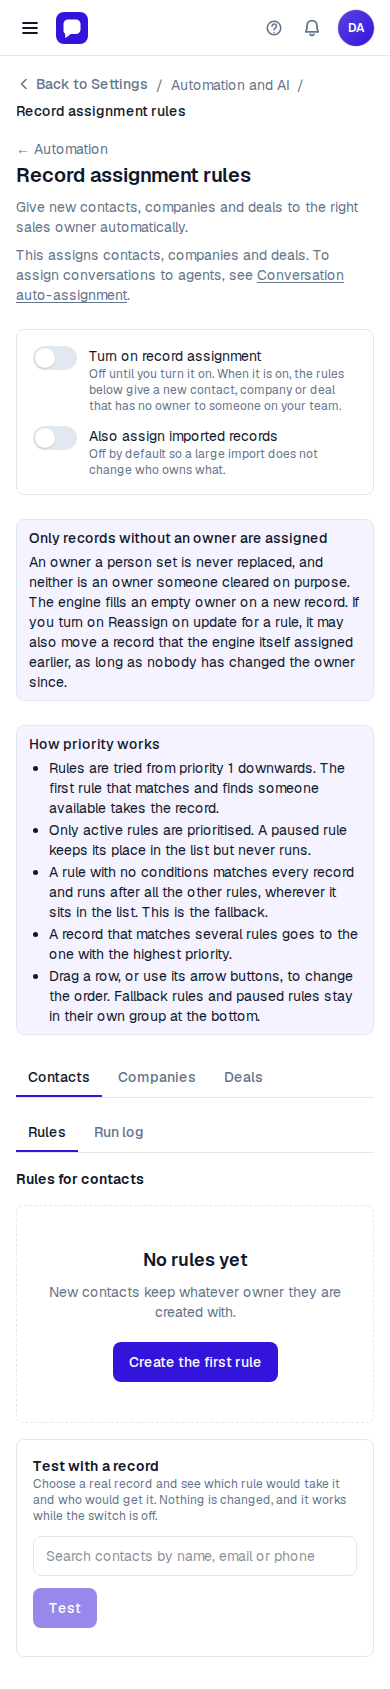 DA
Back to Settings / Automation and AI /
Record assignment rules
← Automation
Record assignment rules
Give new contacts, companies and deals to the right
sales owner automatically.
This assigns contacts, companies and deals. To
assign conversations to agents, see Conversation
auto-assignment.
Turn on record assignment
Off until you turn it on. When it is on, the rules
below give a new contact, company or deal
that has no owner to someone on your team.
Also assign imported records
Off by default so a large import does not
change who owns what.
Only records without an owner are assigned
An owner a person set is never replaced, and
neither is an owner someone cleared on purpose.
The engine fills an empty owner on a new record. If
you turn on Reassign on update for a rule, it may
also move a record that the engine itself assigned
earlier, as long as nobody has changed the owner
since.
How priority works
• Rules are tried from priority 1 downwards. The
first rule that matches and finds someone
available takes the record.
• Only active rules are prioritised. A paused rule
keeps its place in the list but never runs.
• A rule with no conditions matches every record
and runs after all the other rules, wherever it
sits in the list. This is the fallback.
• A record that matches several rules goes to the
one with the highest priority.
• Drag a row, or use its arrow buttons, to change
the order. Fallback rules and paused rules stay
in their own group at the bottom.
Contacts Companies Deals
Rules Run log
Rules for contacts
No rules yet
New contacts keep whatever owner they are
created with.
Create the first rule
Test with a record
Choose a real record and see which rule would take it
and who would get it. Nothing is changed, and it works
while the switch is off.
Search contacts by name, email or phone
Test